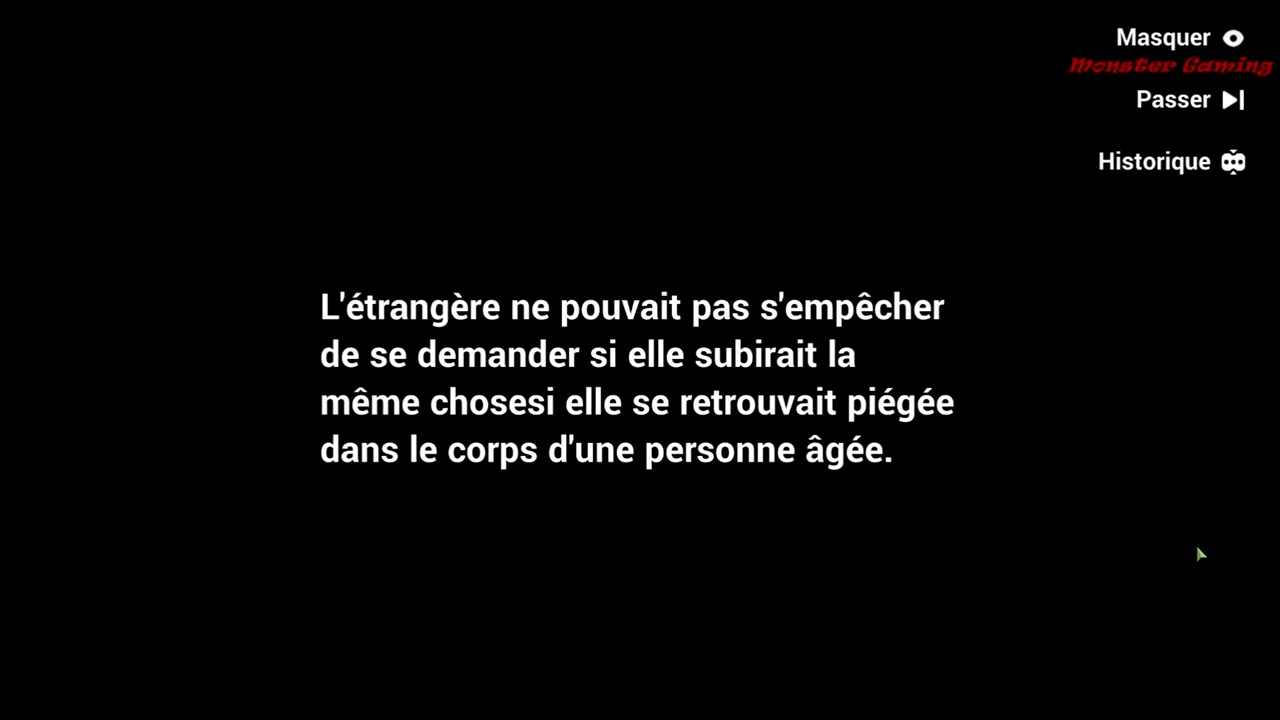 Masquer
Monster Gaming
Passer
Historique
L'étrangère ne pouvait pas s'empêcher
de se demander si elle subirait la
même chosesi elle se retrouvait piégée
dans le corps d'une personne âgée.